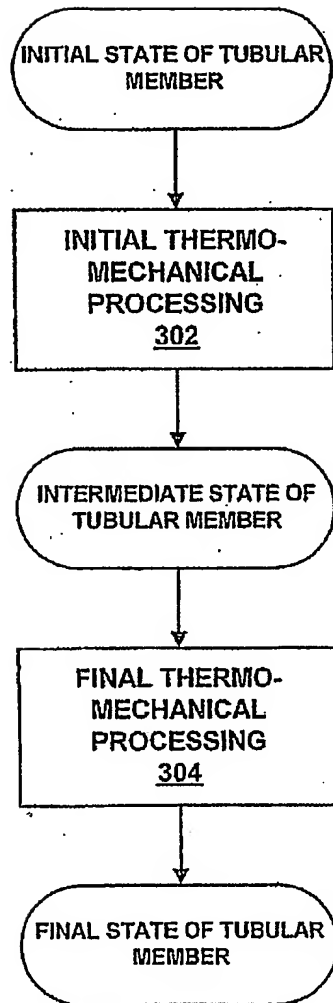 INITIAL STATE OF TUBULAR
MEMBER
INITIAL THERMO-
MECHANICAL
PROCESSING
302
INTERMEDIATE STATE OF
TUBULAR MEMBER
FINAL THERMO-
MECHANICAL
PROCESSING
304
FINAL STATE OF TUBULAR
MEMBER